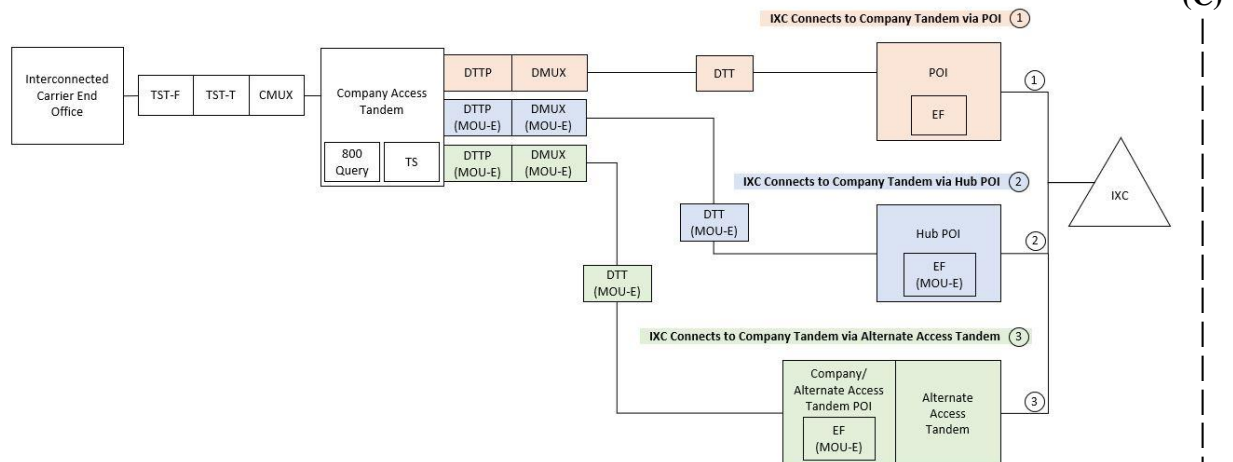 (C)
IXC Connects to Company Tandem via POI 1
Interconnected
Carrier End
Office
TST-F TST-T CMUX
Company Access
Tandem
800
Query
TS
DTTP DMUX
DTTP
(MOU-E)
DMUX
(MOU-E)
DTTP
(MOU-E)
DMUX
(MOU-E)
DTT
POI
EF
1
IXC Connects to Company Tandem via Hub POI 2
DTT
(MOU-E)
Hub POI
EF
(MOU-E)
2
IXC
DTT
(MOU-E)
IXC Connects to Company Tandem via Alternate Access Tandem 3
Company/
Alternate Access
Tandem POI
EF
(MOU-E)
Alternate
Access
Tandem
3